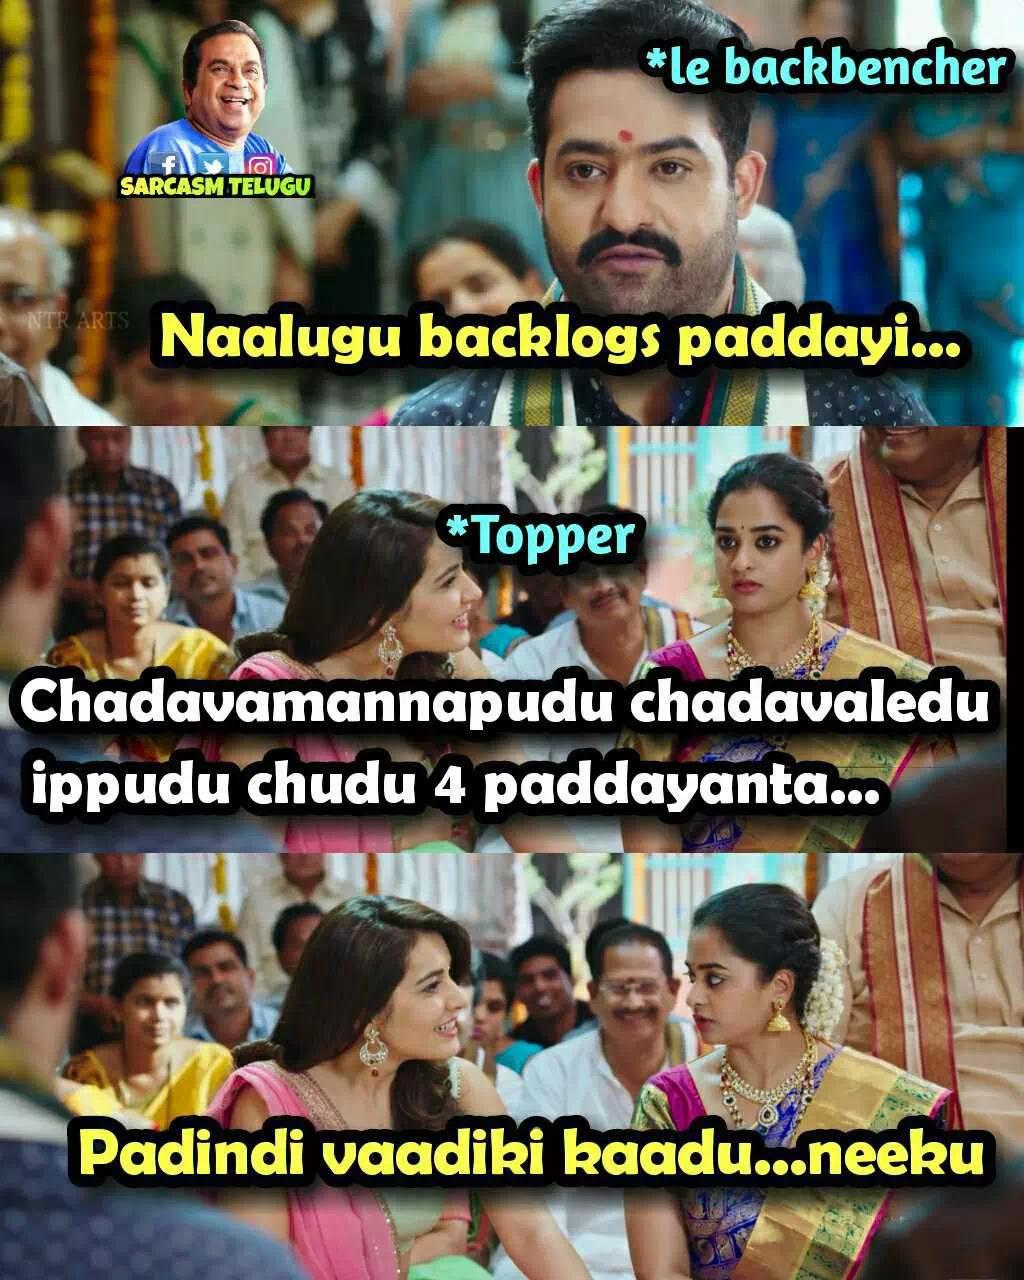 *le backbencher
f
SARCASM TELUGU
NTR ARTS
Naalugu backlogs paddayi...
*Topper
Chadavamannapudu chadavaledu
ippudu chudu 4 paddayanta...
Padindi vaadiki kaadu...neeku